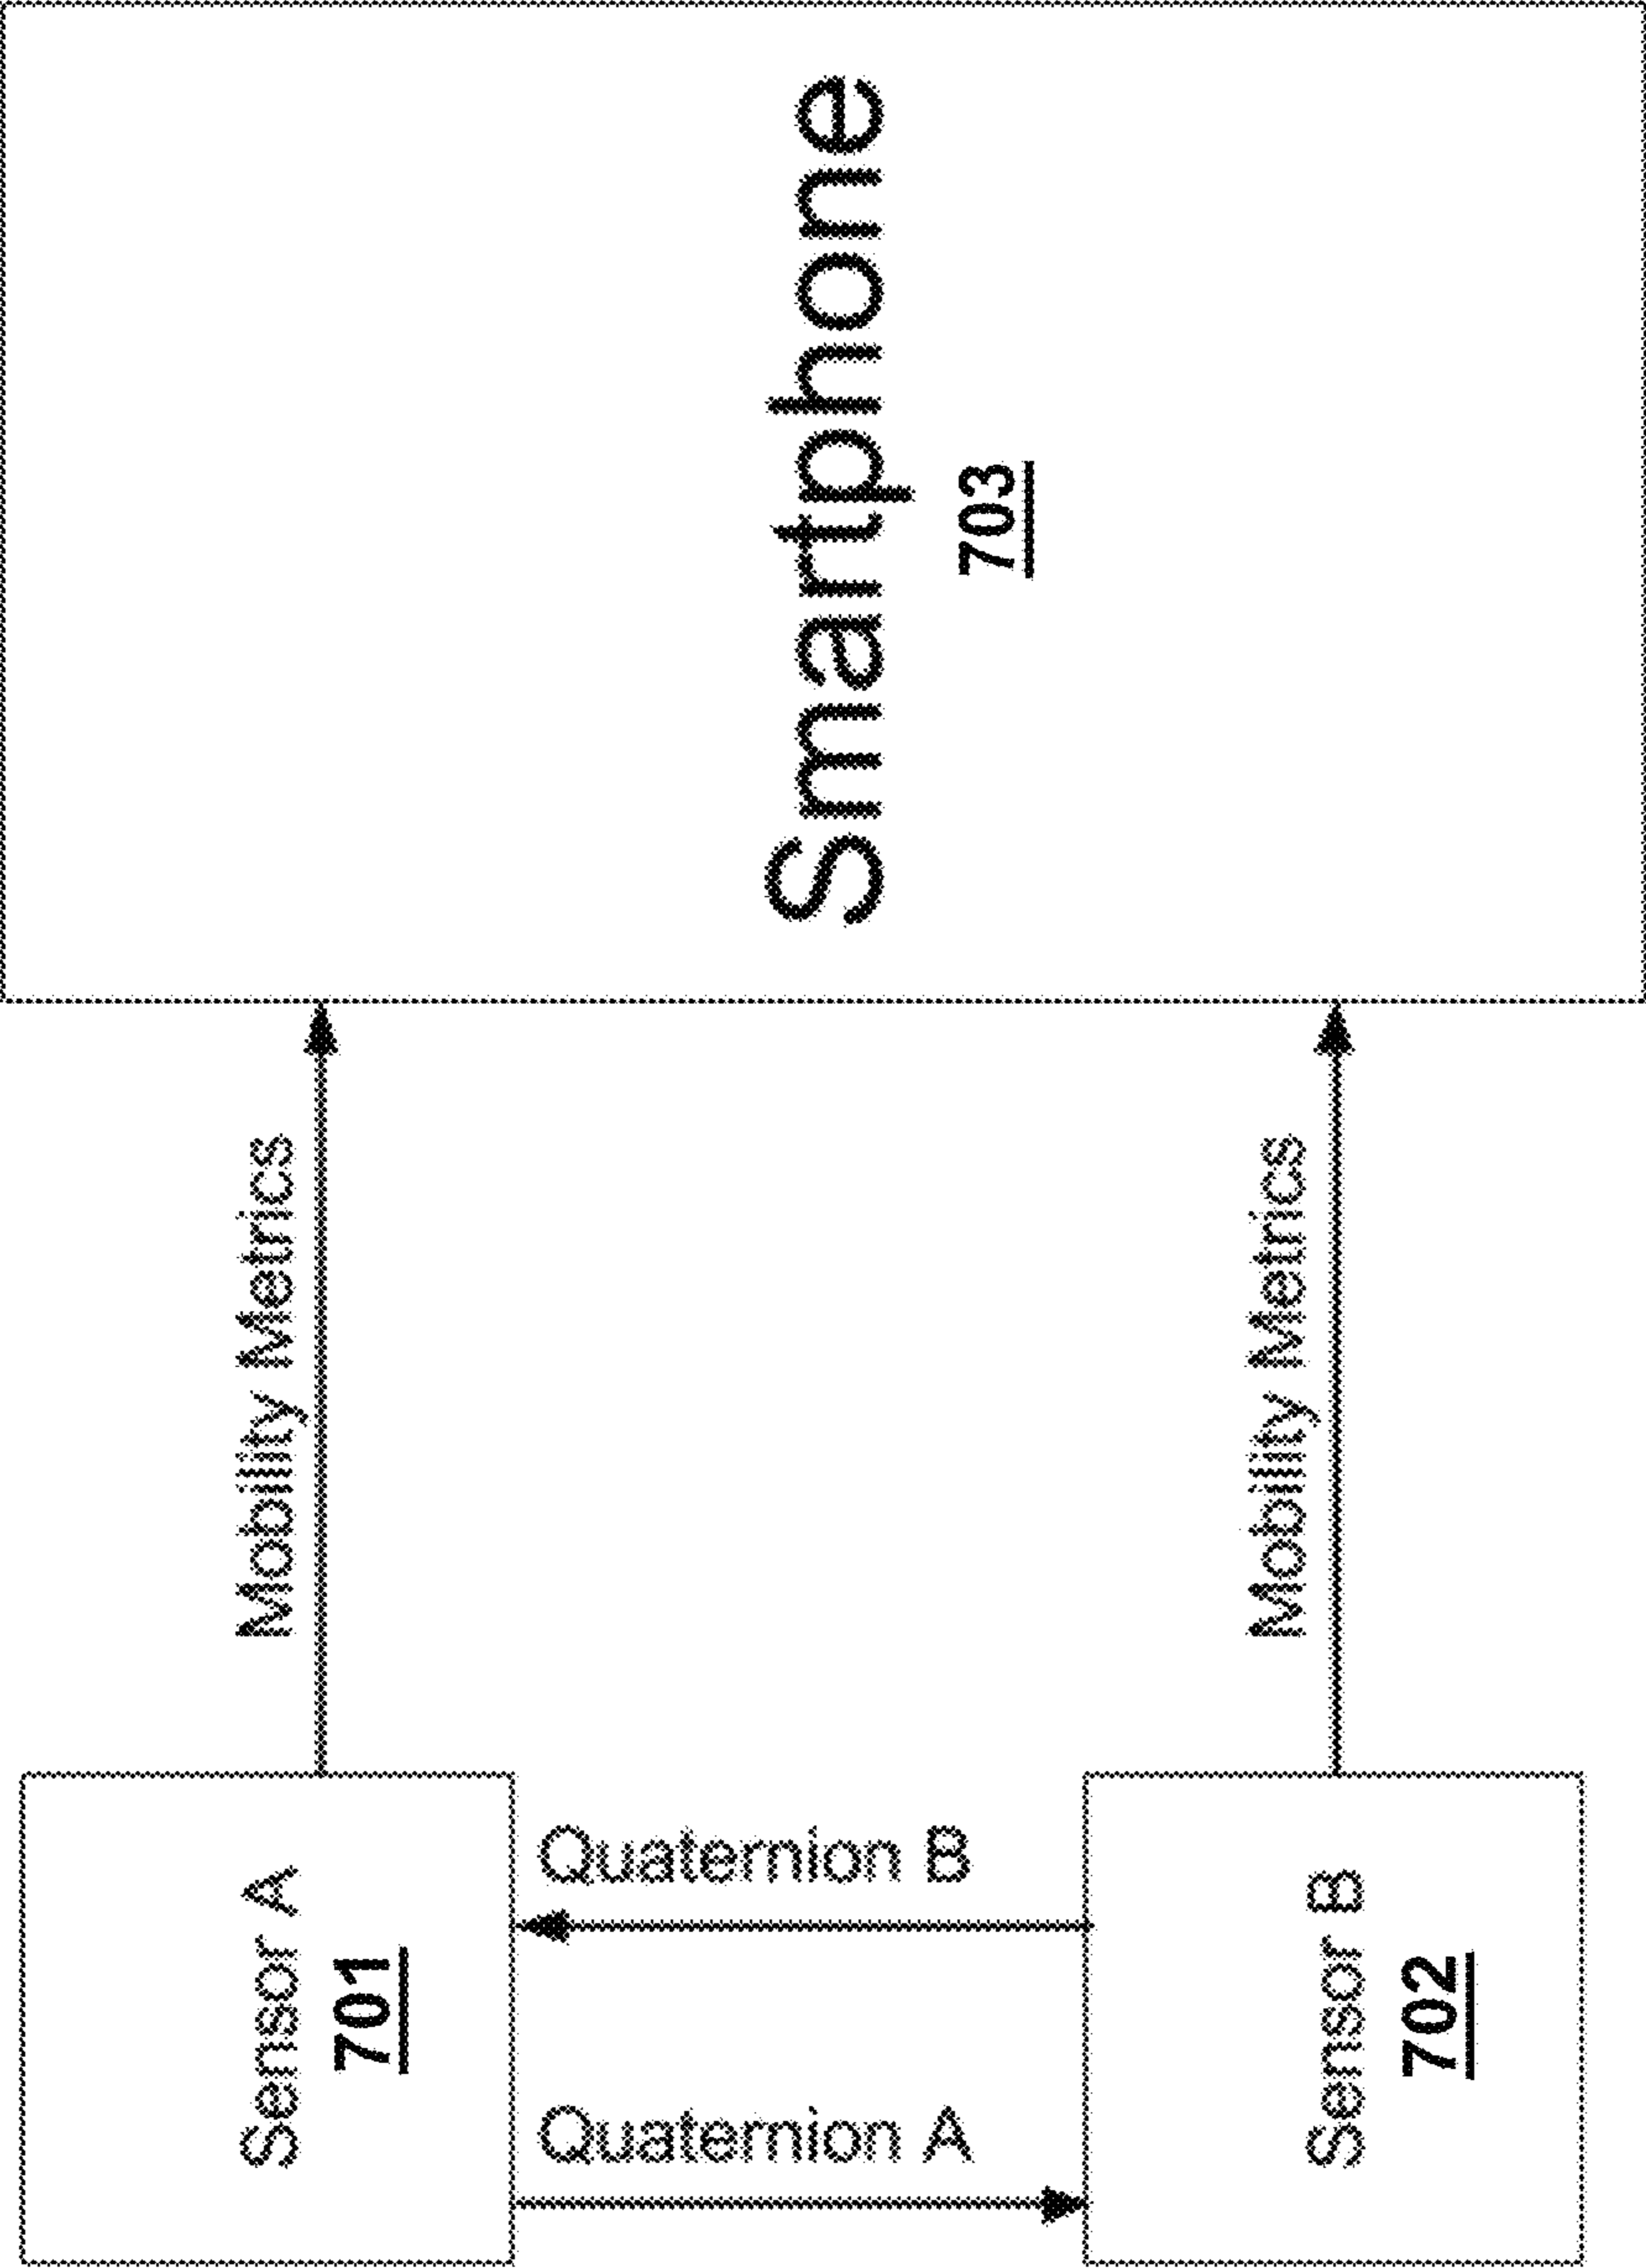 Sensor A
701
Mobility Metrics
Quaternion B
Quaternion A
Sensor B
702
Mobility Metrics
Smartphone
703